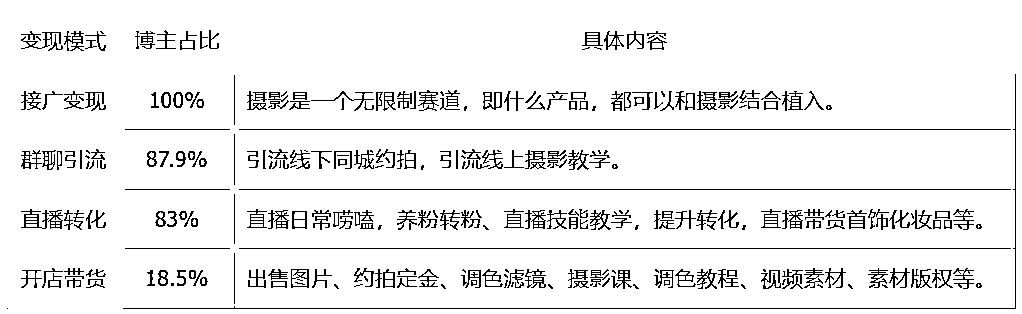 变现模式 博主占比 具体内容
接广变现 100% 摄影是一个无限制赛道，即什么产品，都可以和摄影结合植入。
群聊引流 87.9% 引流线下同城约拍，引流线上摄影教学。
直播转化 83% 直播日常唠嗑，养粉转粉、直播技能教学，提升转化，直播带货首饰化妆品等。
开店带货 18.5% 出售图片、约拍定金、调色滤镜、摄影课、调色教程、视频素材、素材版权等。